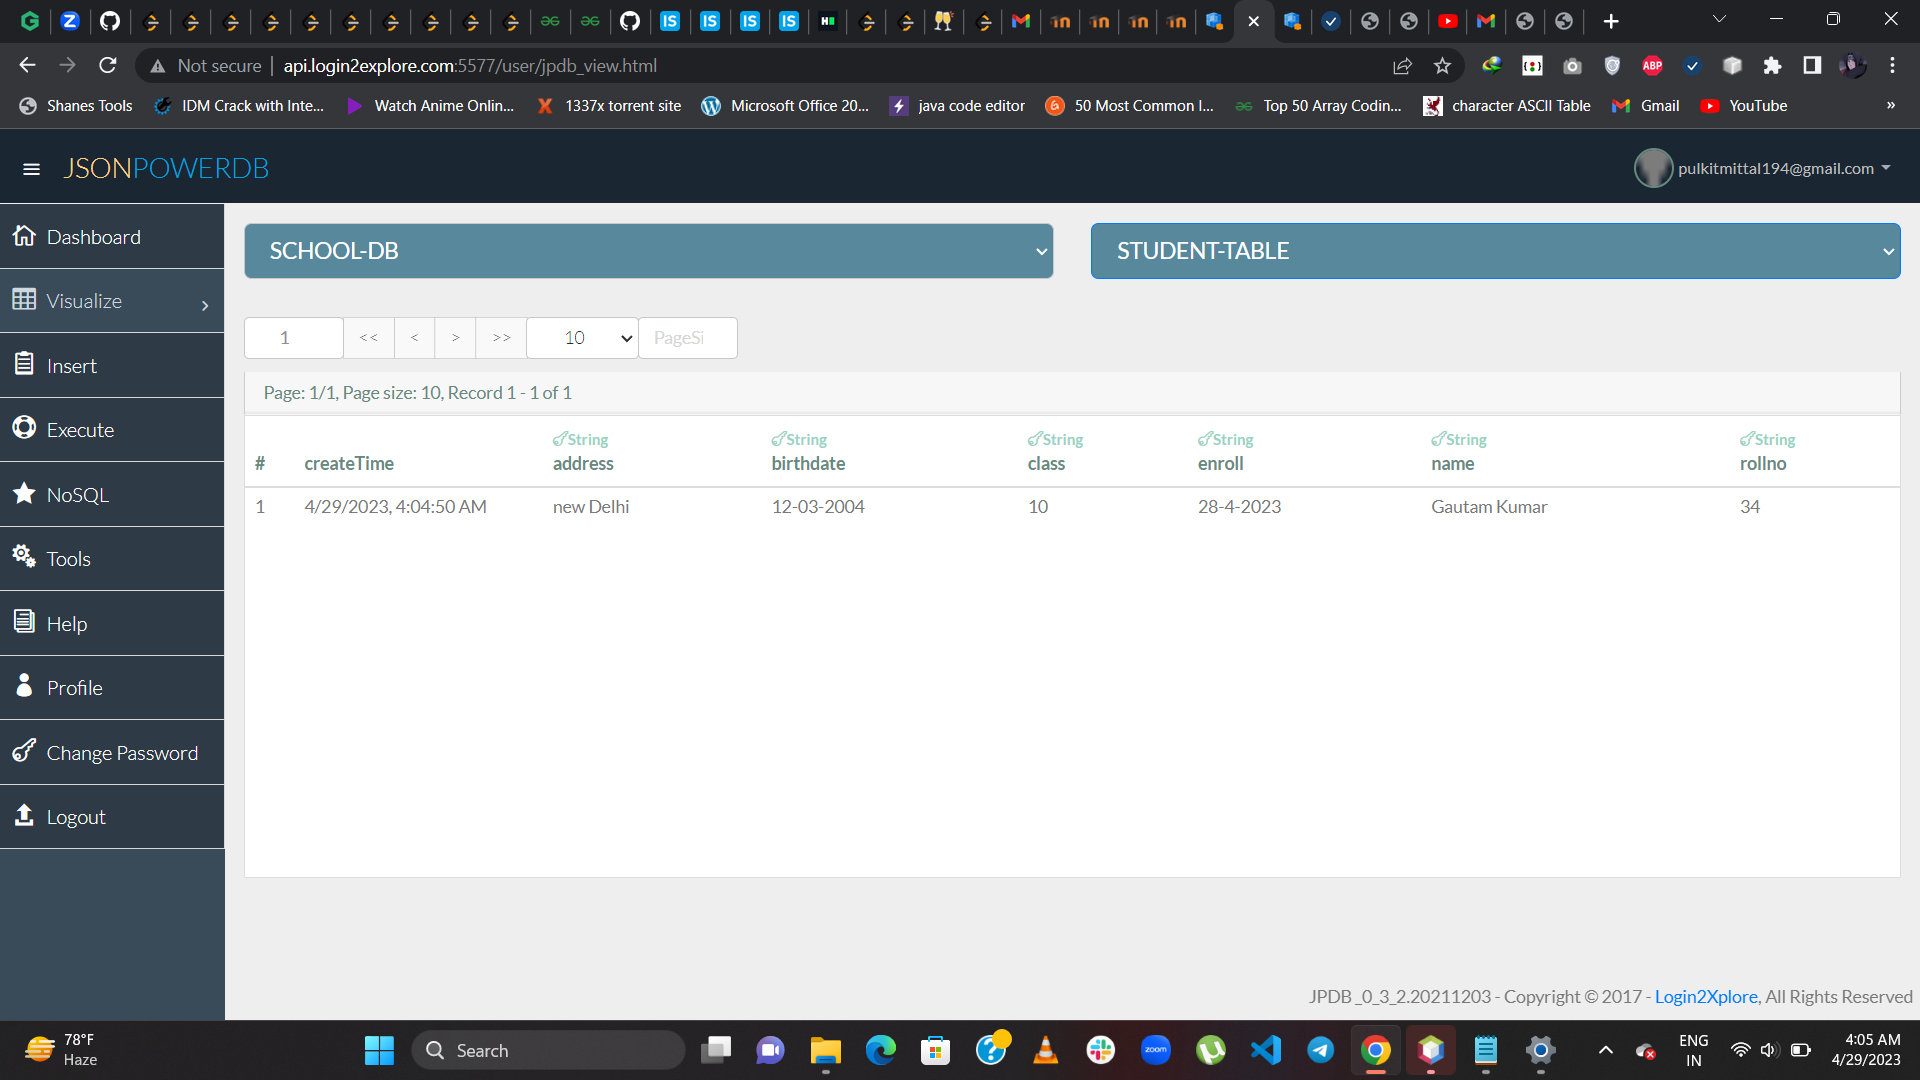 Not secure api.login2explore.com:5577/user/jpdb_view.html
Shanes Tools IDM Crack with Inte... Watch Anime Onlin... 1337x torrent site Microsoft Office 20... java code editor 50 Most Common I... Top 50 Array Codin... character ASCII Table Gmail YouTube »
JSONPOWERDB pulkitmittal194@gmail.com
Dashboard
Visualize
Insert
Execute
NoSQL
Tools
Help
Profile
Change Password
Logout
SCHOOL-DB STUDENT-TABLE
1 << < > >> 10 PageSi
Page: 1/1, Page size: 10, Record 1 - 1 of 1
String String String String String String
# createTime address birthdate class enroll name rollno
1 4/29/2023, 4:04:50 AM new Delhi 12-03-2004 10 28-4-2023 Gautam Kumar 34
JPDB_0_3_2.20211203 - Copyright © 2017 - Login2Xplore, All Rights Reserved
78°F
Haze
Search
zoom
ENG
IN
4:05 AM
4/29/2023